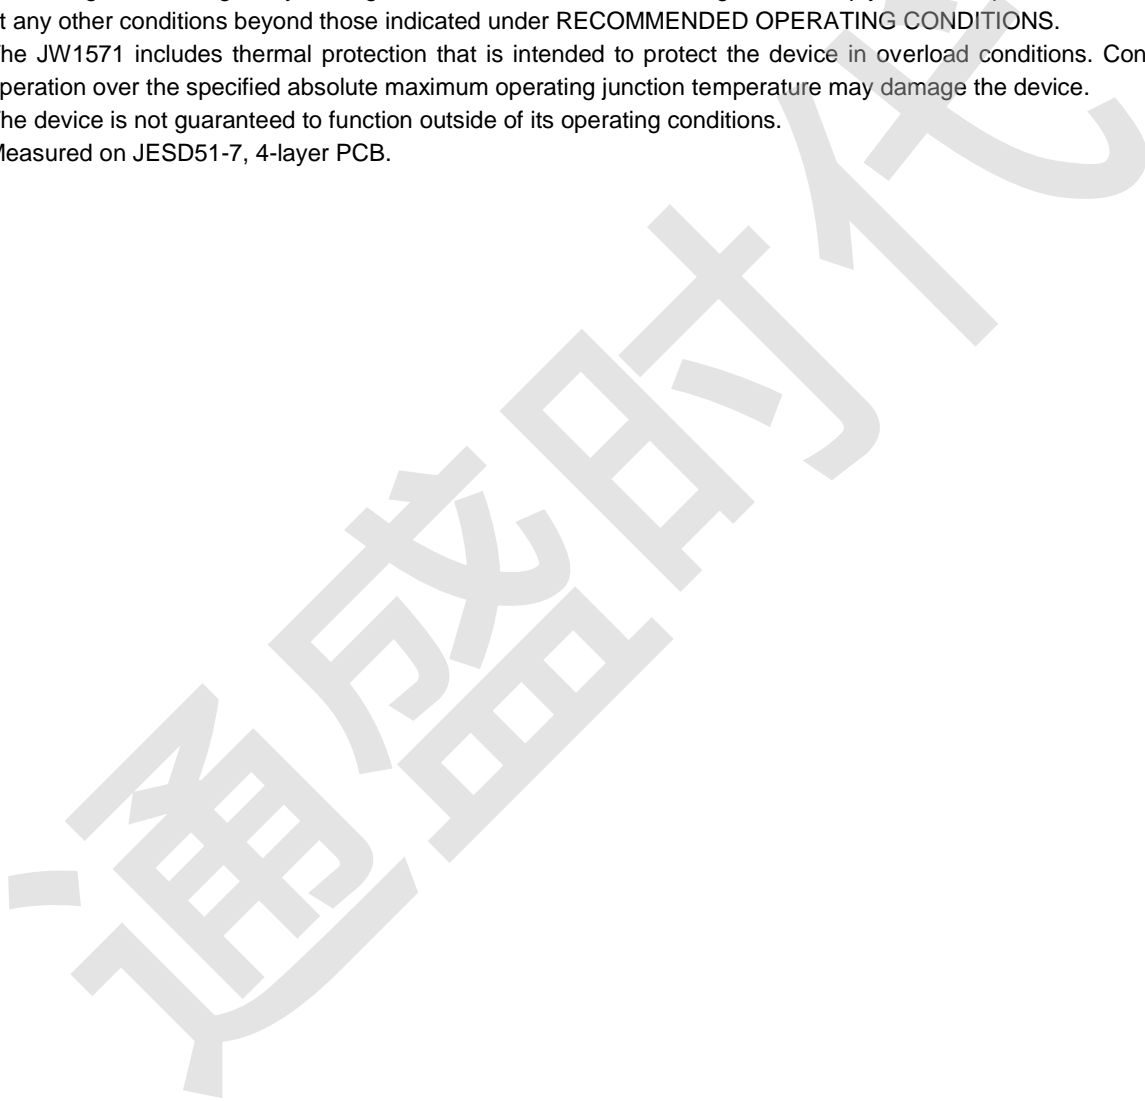 t any other conditions beyond those indicated under RECOMMENDED OPERATING CONDITIONS.
he JW1571 includes thermal protection that is intended to protect the device in overload conditions. Con
peration over the specified absolute maximum operating junction temperature may damage the device.
he device is not guaranteed to function outside of its operating conditions.
Measured on JESD51-7, 4-layer PCB.
通盛时代